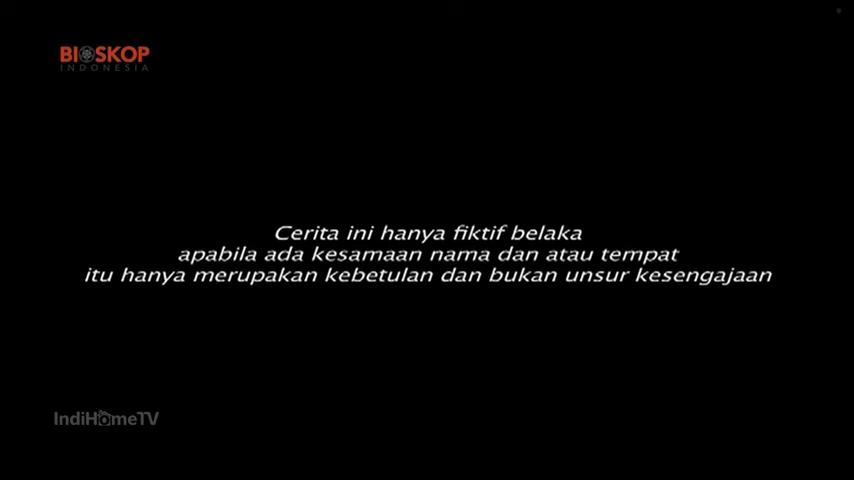 BIOSKOP
INDONESIA
Cerita ini hanya fiktif belaka
apabila ada kesamaan nama dan atau tempat
itu hanya merupakan kebetulan dan bukan unsur kesengajaan
IndiHomeTV